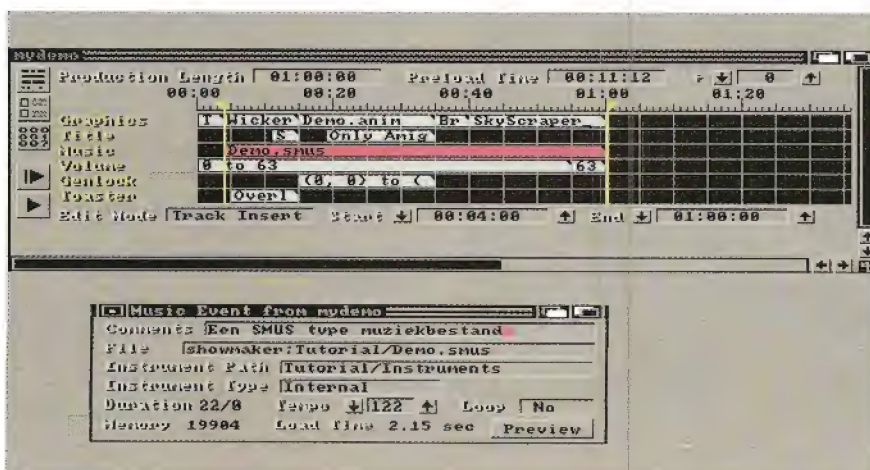 mydemo
Production Length 01:00:00 Preload Time 00:11:12 0
00:00 00:20 00:40 01:00 01:20
Graphics T Wicker Demo.anim Br SkyScraper_
Title S Only Amig
Music Demo.smus
Volume 0 to 63 63
Genlock (0, 0) to (
Toaster Overl
Edit Mode Track Insert Start 00:04:00 End 01:00:00
Music Event from mydemo
Comments Een SMUS type muziekbestand
File showmaker:Tutorial/Demo.smus
Instrument Path Tutorial/Instruments
Instrument Type Internal
Duration 22/0 Tempo 122 Loop No
Memory 19904 Load Time 2.15 sec Preview